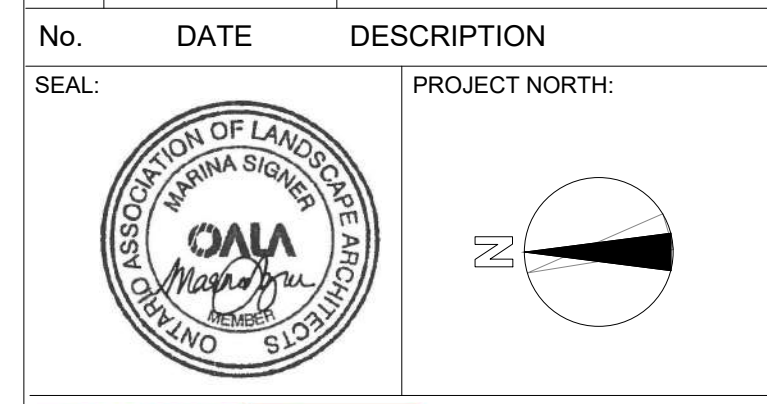 No. DATE DESCRIPTION
SEAL:
PROJECT NORTH:
ONTARIO ASSOCIATION OF LANDSCAPE ARCHITECTS
MARINA SIGNER
OALA
MEMBER
N